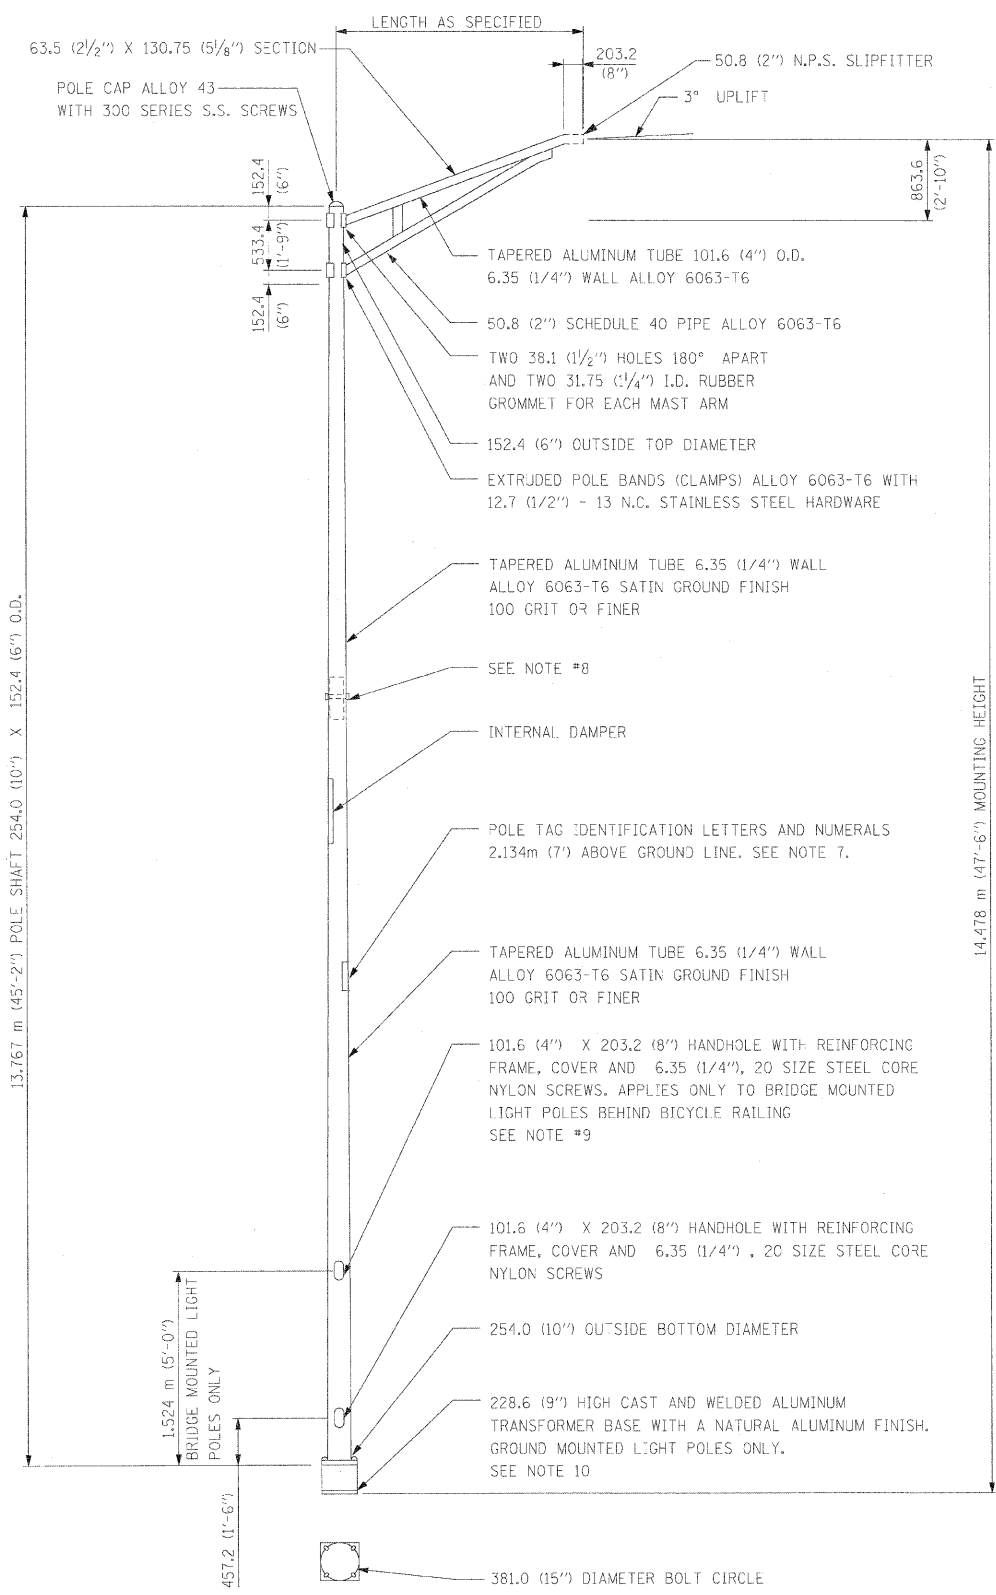 LENGTH AS SPECIFIED
63.5 (2 1/2") X 130.75 (5 1/8") SECTION
203.2
(8")
50.8 (2") N.P.S. SLIPFITTER
POLE CAP ALLOY 43
WITH 300 SERIES S.S. SCREWS
3° UPLIFT
152.4
(6")
533.4
(1'-9")
152.4
(6")
863.6
(2'-10")
TAPERED ALUMINUM TUBE 101.6 (4") O.D.
6.35 (1/4") WALL ALLOY 6063-T6
50.8 (2") SCHEDULE 40 PIPE ALLOY 6063-T6
TWO 38.1 (1 1/2") HOLES 180° APART
AND TWO 31.75 (1 1/4") I.D. RUBBER
GROMMET FOR EACH MAST ARM
152.4 (6") OUTSIDE TOP DIAMETER
EXTRUDED POLE BANDS (CLAMPS) ALLOY 6063-T6 WITH
12.7 (1/2") - 13 N.C. STAINLESS STEEL HARDWARE
TAPERED ALUMINUM TUBE 6.35 (1/4") WALL
ALLOY 6063-T6 SATIN GROUND FINISH
100 GRIT OR FINER
SEE NOTE #8
INTERNAL DAMPER
POLE TAG IDENTIFICATION LETTERS AND NUMERALS
2.134m (7') ABOVE GROUND LINE. SEE NOTE 7.
13.767 m (45'-2") POLE SHAFT 254.0 (10") X 152.4 (6") O.D.
14.478 m (47'-6") MOUNTING HEIGHT
TAPERED ALUMINUM TUBE 6.35 (1/4") WALL
ALLOY 6063-T6 SATIN GROUND FINISH
100 GRIT OR FINER
101.6 (4") X 203.2 (8") HANDHOLE WITH REINFORCING
FRAME, COVER AND 6.35 (1/4"), 20 SIZE STEEL CORE
NYLON SCREWS. APPLIES ONLY TO BRIDGE MOUNTED
LIGHT POLES BEHIND BICYCLE RAILING
SEE NOTE #9
101.6 (4") X 203.2 (8") HANDHOLE WITH REINFORCING
FRAME, COVER AND 6.35 (1/4") , 20 SIZE STEEL CORE
NYLON SCREWS
1.524 m (5'-0")
BRIDGE MOUNTED LIGHT
POLES ONLY
254.0 (10") OUTSIDE BOTTOM DIAMETER
228.6 (9") HIGH CAST AND WELDED ALUMINUM
TRANSFORMER BASE WITH A NATURAL ALUMINUM FINISH.
GROUND MOUNTED LIGHT POLES ONLY.
SEE NOTE 10
457.2 (1'-6")
381.0 (15") DIAMETER BOLT CIRCLE